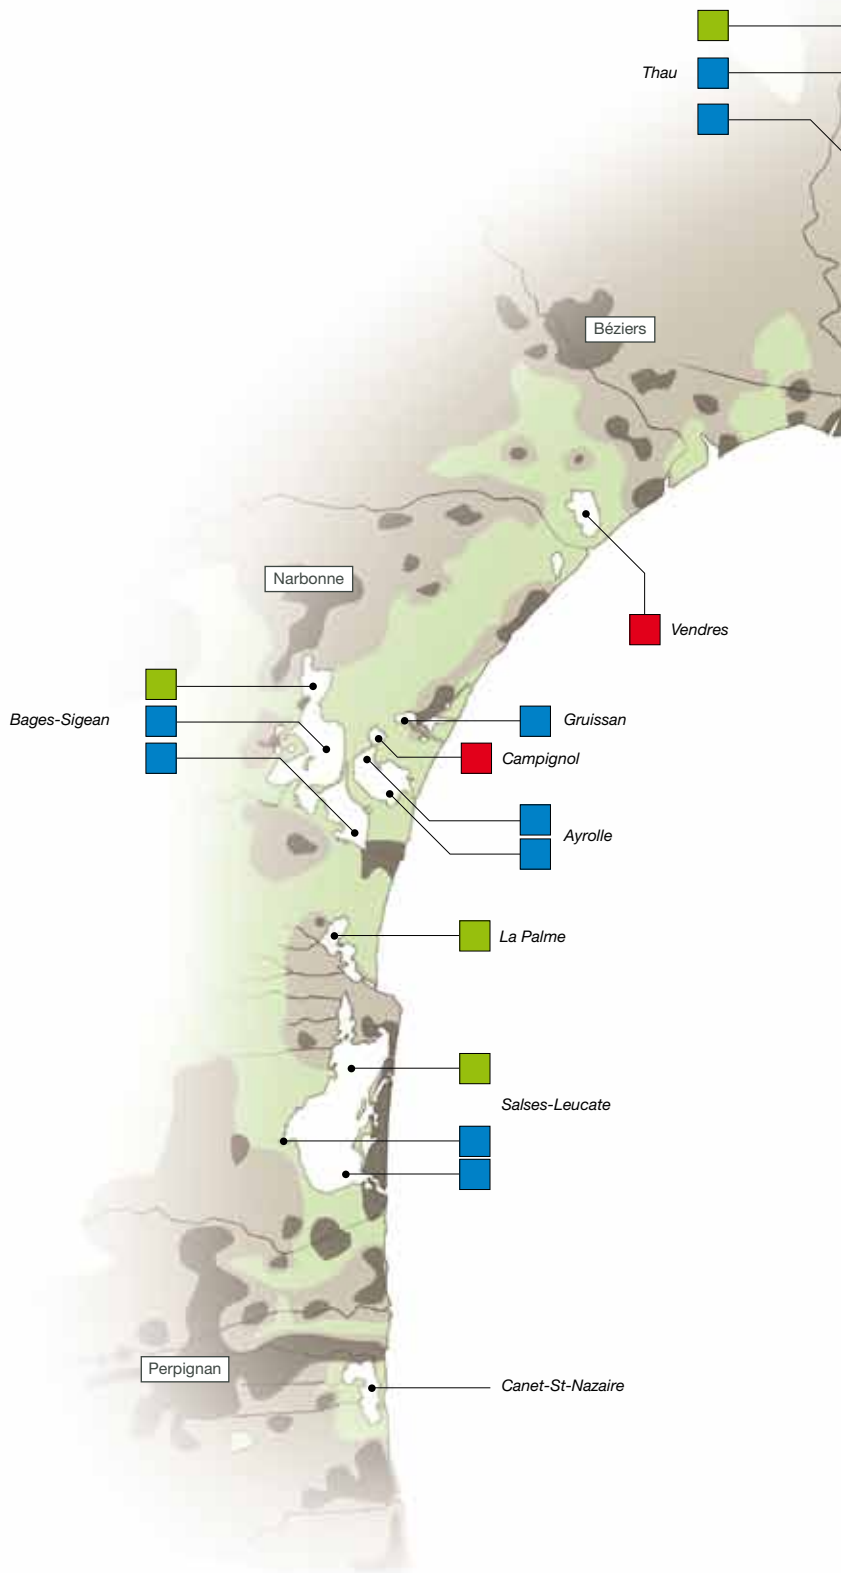 Thau
Béziers
Narbonne
Vendres
Bages-Sigean
Gruissan
Campignol
Ayrolle
La Palme
Salses-Leucate
Perpignan
Canet-St-Nazaire